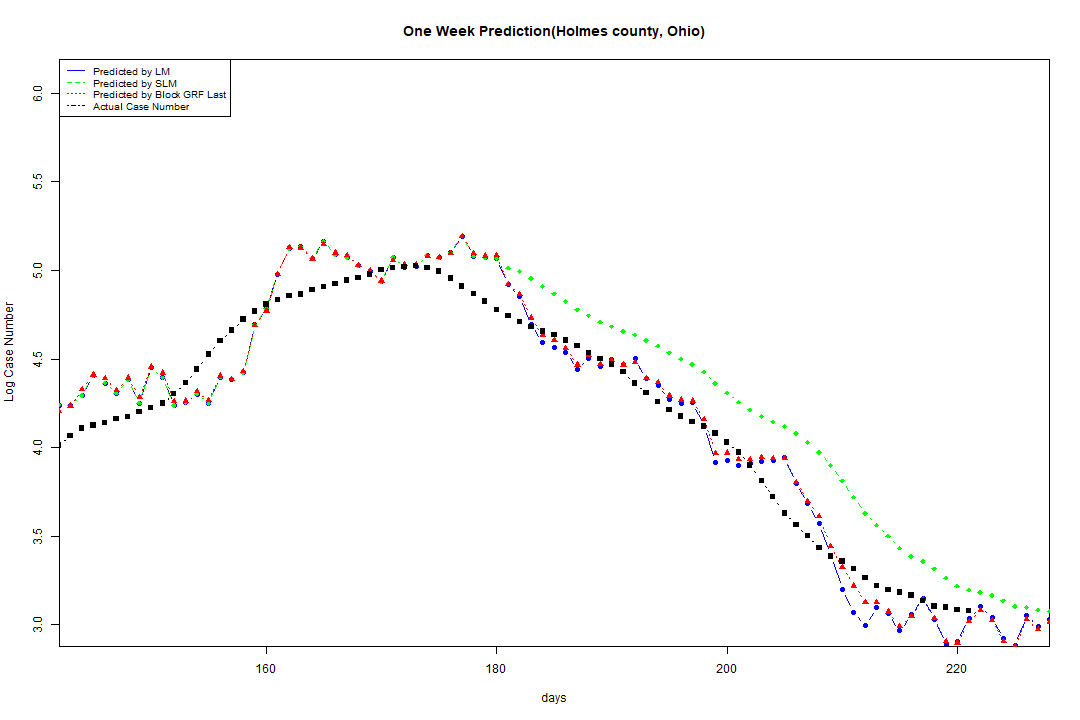 One Week Prediction(Holmes county, Ohio)
Predicted by LM
Predicted by SLM
Predicted by Block GRF Last
Actual Case Number
Log Case Number
6.0
5.5
5.0
4.5
4.0
3.5
3.0
160 180 200 220
days